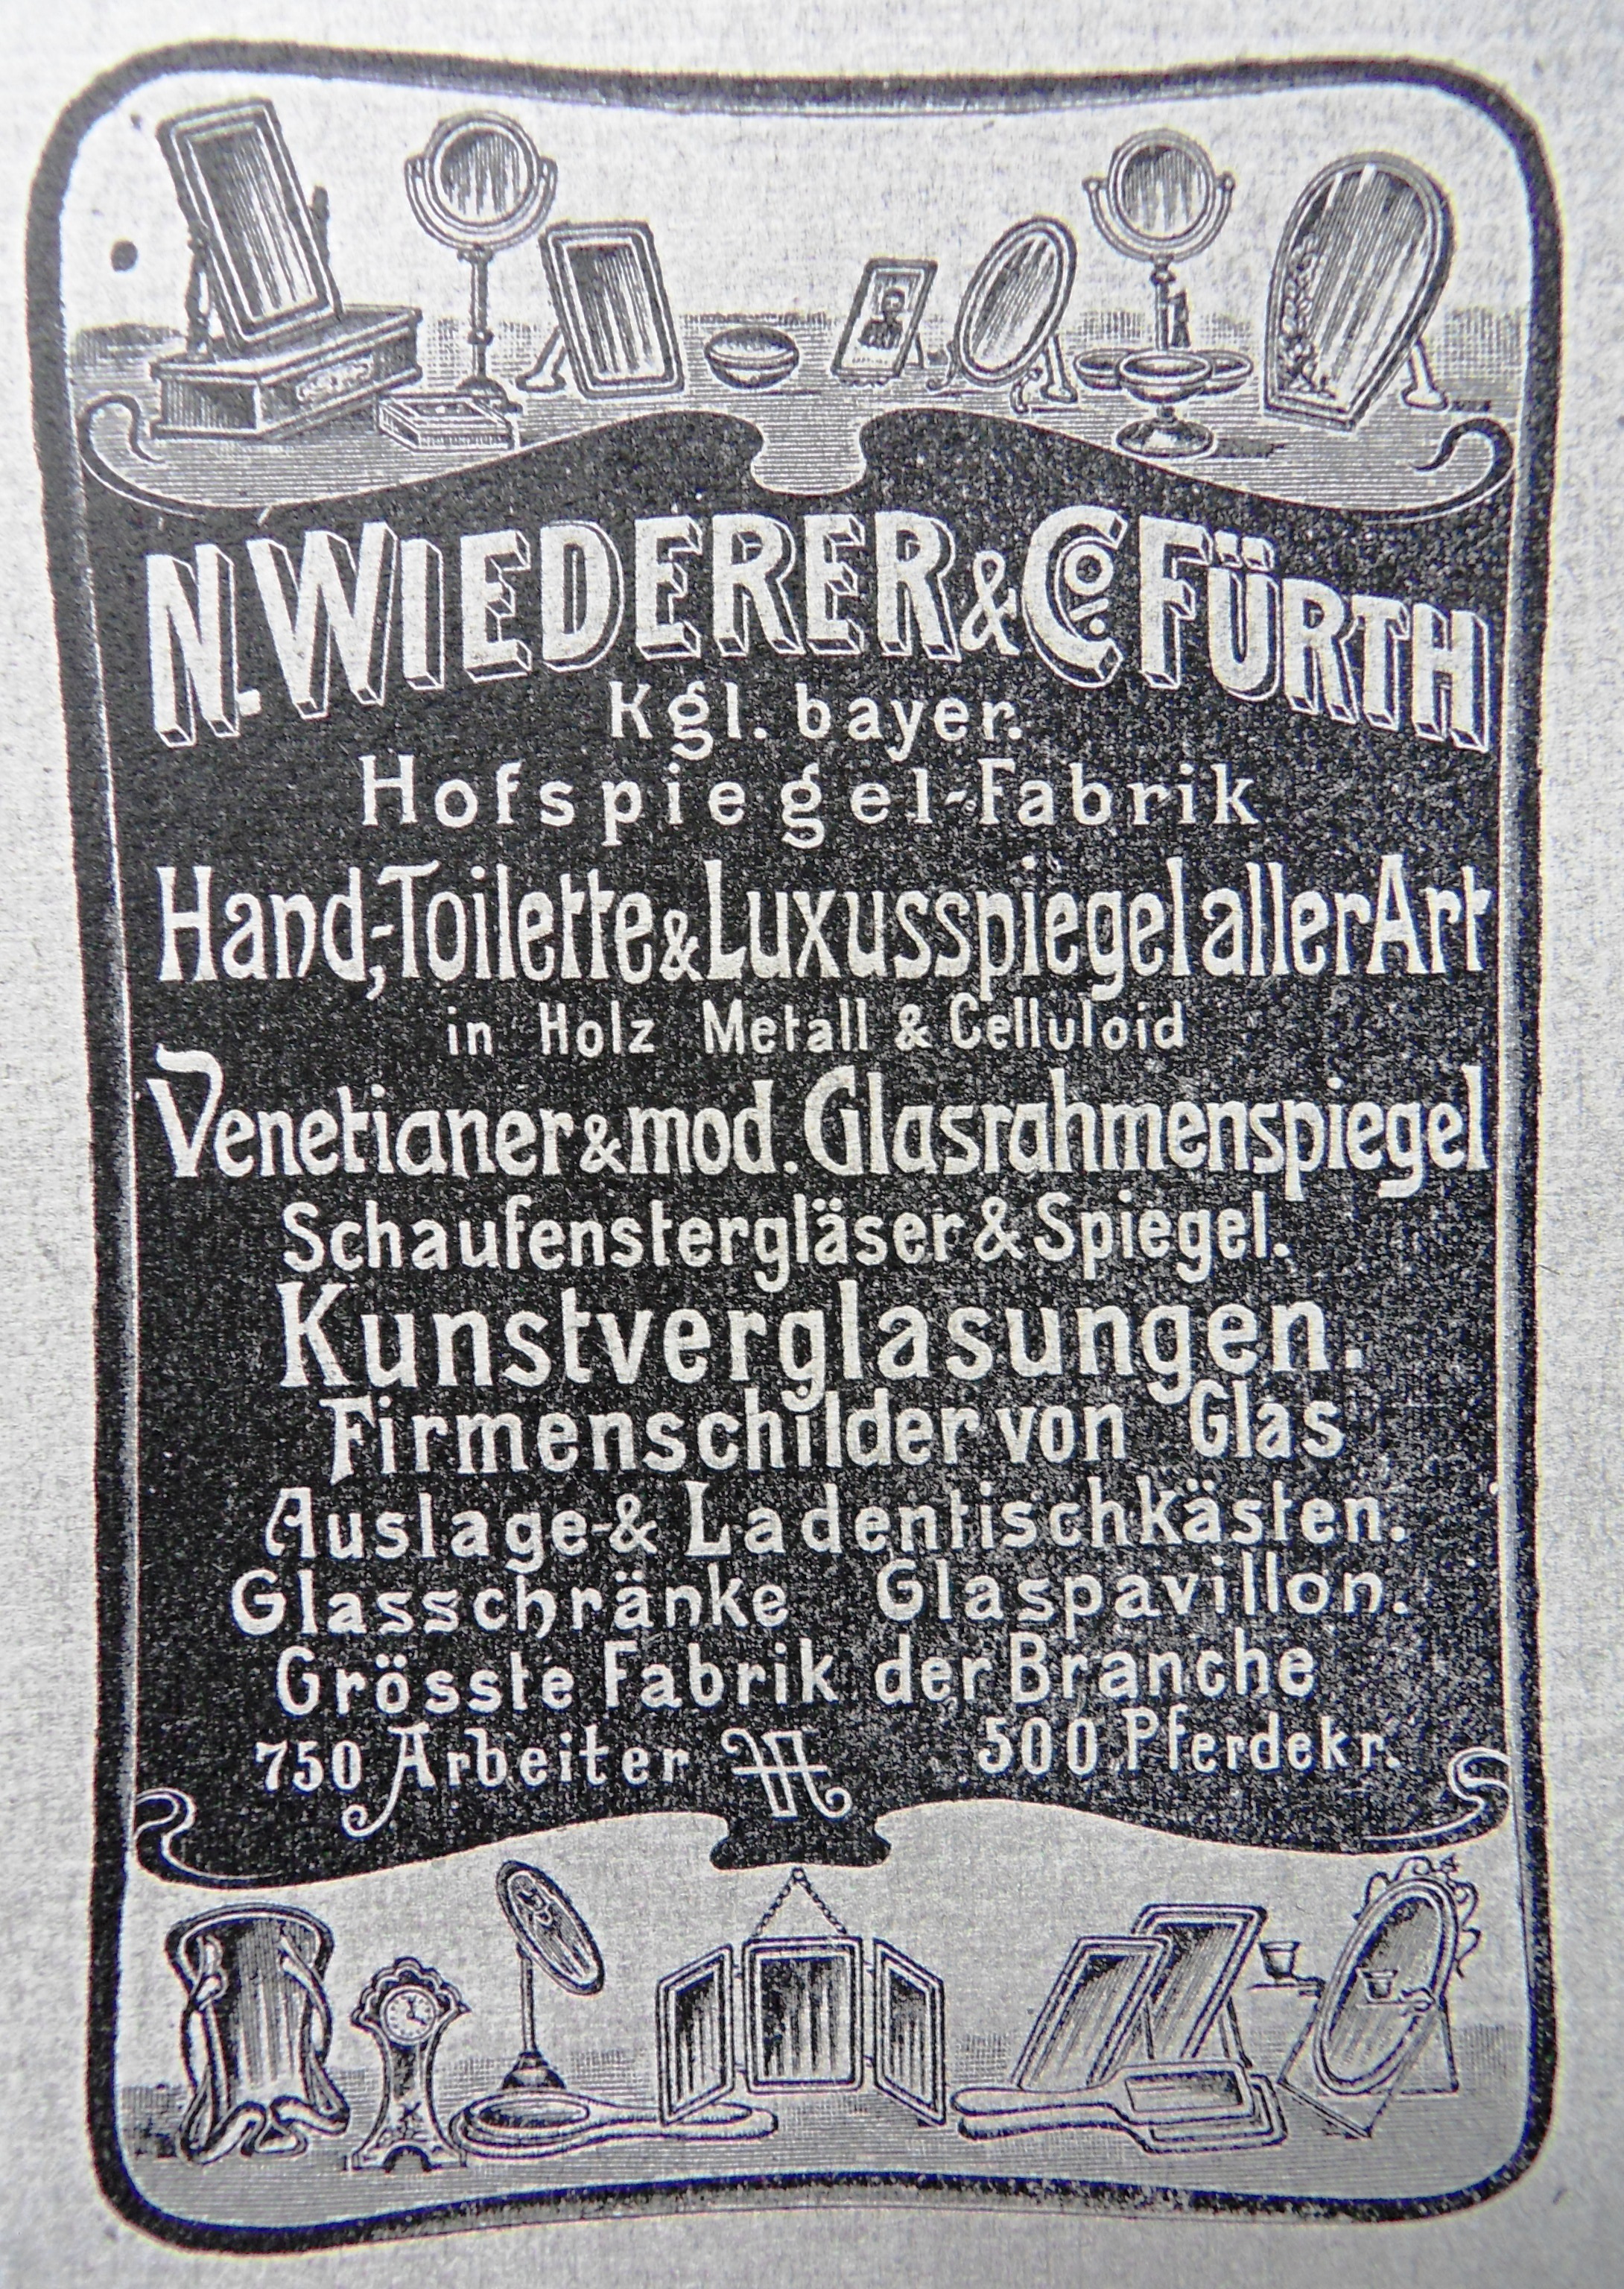 N. WIEDERER & Co. FÜRTH
Kgl. bayer.
Hofspiegel-Fabrik
Hand,-Toilette & Luxusspiegel aller Art
in Holz Metall & Celluloid
Venetianer & mod. Glasrahmenspiegel
Schaufenstergläser & Spiegel.
Kunstverglasungen.
Firmenschilder von Glas
Auslage-& Ladentischkästen.
Glasschränke Glaspavillon.
Grösste Fabrik der Branche
750 Arbeiter 500 Pferdekr.